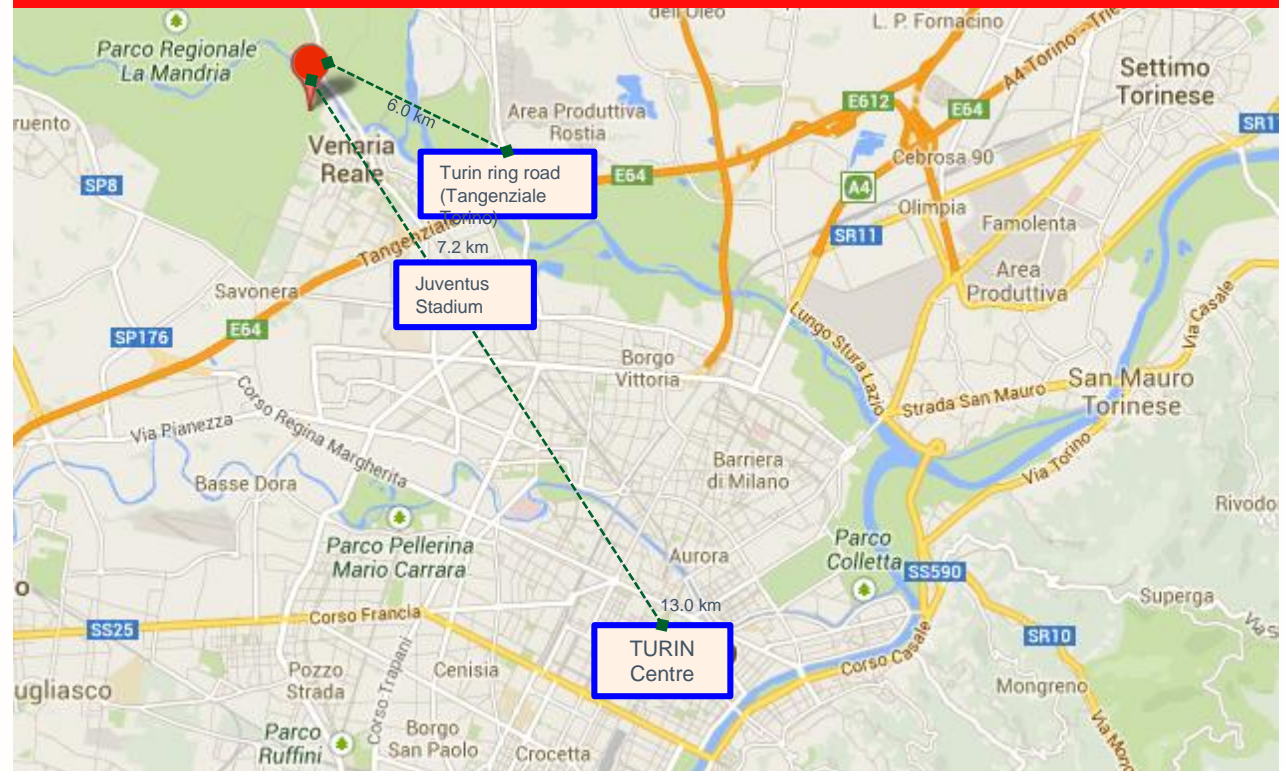 dell'Oleo
L. P. Fornacino
Parco Regionale
La Mandria
A4 Torino - Trie
Settimo
Torinese
6.0 km
E612
E64
Area Produttiva
Rostia
ruento
SR11
Venaria
Reale
Cebrosa 90
Turin ring road
(Tangenziale
Torino)
E64
SP8
A4
Olimpia
Famolenta
SR11
Tangenziale
7.2 km
Area
Produttiva
Juventus
Stadium
Savonera
Via Casale
E64
SP176
Lungo Stura Lazio
Borgo
Vittoria
San Mauro
Torinese
Strada San Mauro
Corso Regina Margherita
Via Pianezza
Via Torino
Barriera
di Milano
Basse Dora
Rivodo
Parco Pellerina
Mario Carrara
Parco
Colletta
Aurora
SS590
o
13.0 km
Superga
Corso Francia
SS25
SR10
TURIN
Centre
Corso Casale
Pozzo
Strada
Corso Trapani
Cenisia
Mongreno
ugliasco
Parco
Ruffini
Borgo
San Paolo
Crocetta